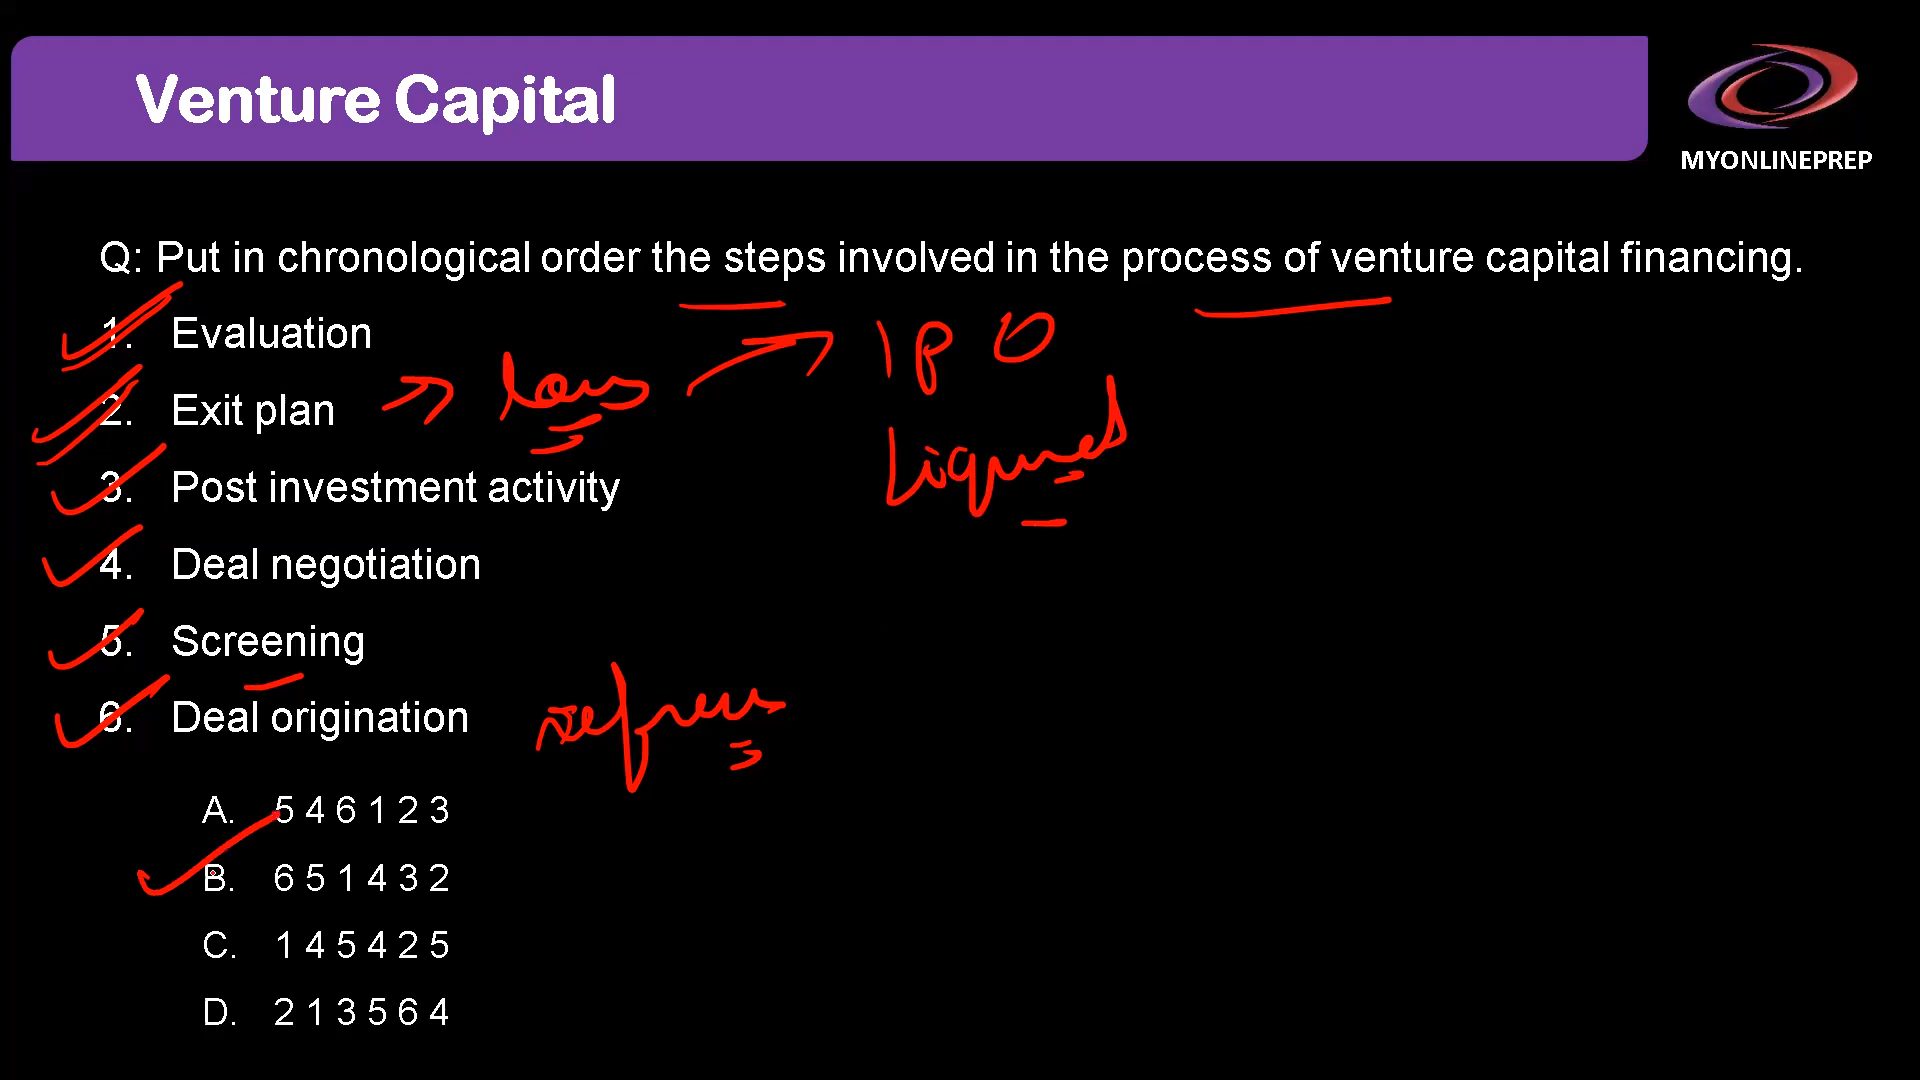 Venture Capital
MYONLINEPREP
Q: Put in chronological order the steps involved in the process of venture capital financing.
1. Evaluation
IPO
2. Exit plan
3. Post investment activity
4. Deal negotiation
5. Screening
6. Deal origination
A. 5 4 6 1 2 3
B. 6 5 1 4 3 2
C. 1 4 5 4 2 5
D. 2 1 3 5 6 4